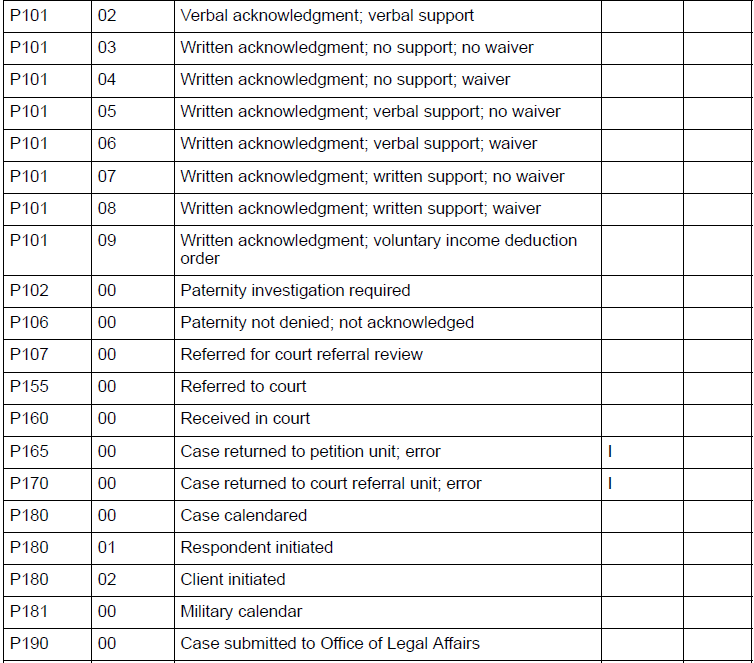 P101 02 Verbal acknowledgment; verbal support
P101 03 Written acknowledgment; no support; no waiver
P101 04 Written acknowledgment; no support; waiver
P101 05 Written acknowledgment; verbal support; no waiver
P101 06 Written acknowledgment; verbal support; waiver
P101 07 Written acknowledgment; written support; no waiver
P101 08 Written acknowledgment; written support; waiver
P101 09 Written acknowledgment; voluntary income deduction
order
P102 00 Paternity investigation required
P106 00 Paternity not denied; not acknowledged
P107 00 Referred for court referral review
P155 00 Referred to court
P160 00 Received in court
P165 00 Case returned to petition unit; error I
P170 00 Case returned to court referral unit; error I
P180 00 Case calendared
P180 01 Respondent initiated
P180 02 Client initiated
P181 00 Military calendar
P190 00 Case submitted to Office of Legal Affairs